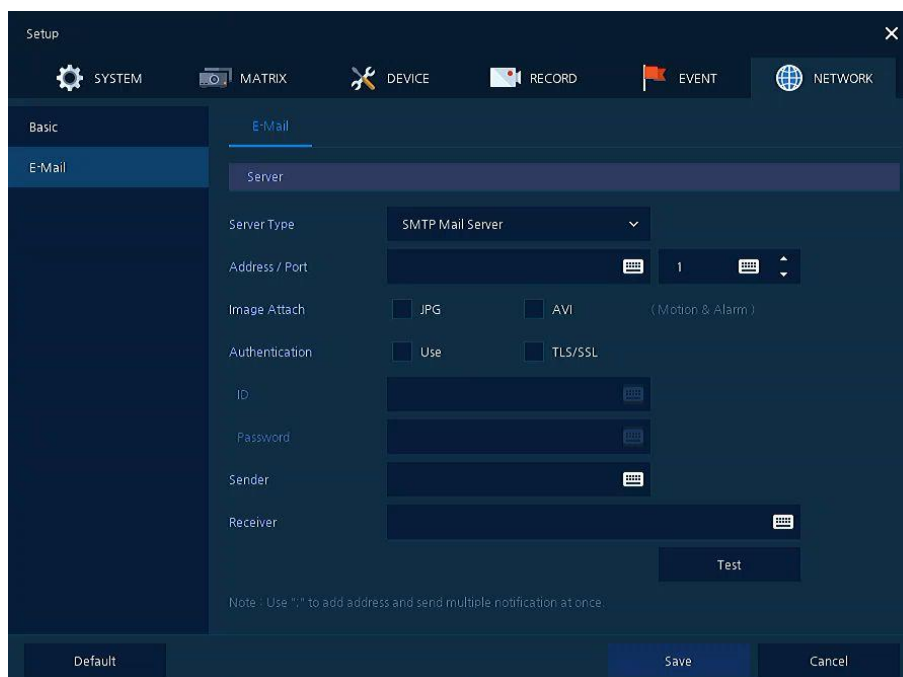 Setup
SYSTEM MATRIX DEVICE RECORD EVENT NETWORK
Basic
E-Mail
E-Mail
Server
Server Type SMTP Mail Server
Address / Port 1
Image Attach JPG AVI ( Motion & Alarm )
Authentication Use TLS/SSL
ID
Password
Sender
Receiver
Test
Note : Use ";" to add address and send multiple notification at once.
Default Save Cancel